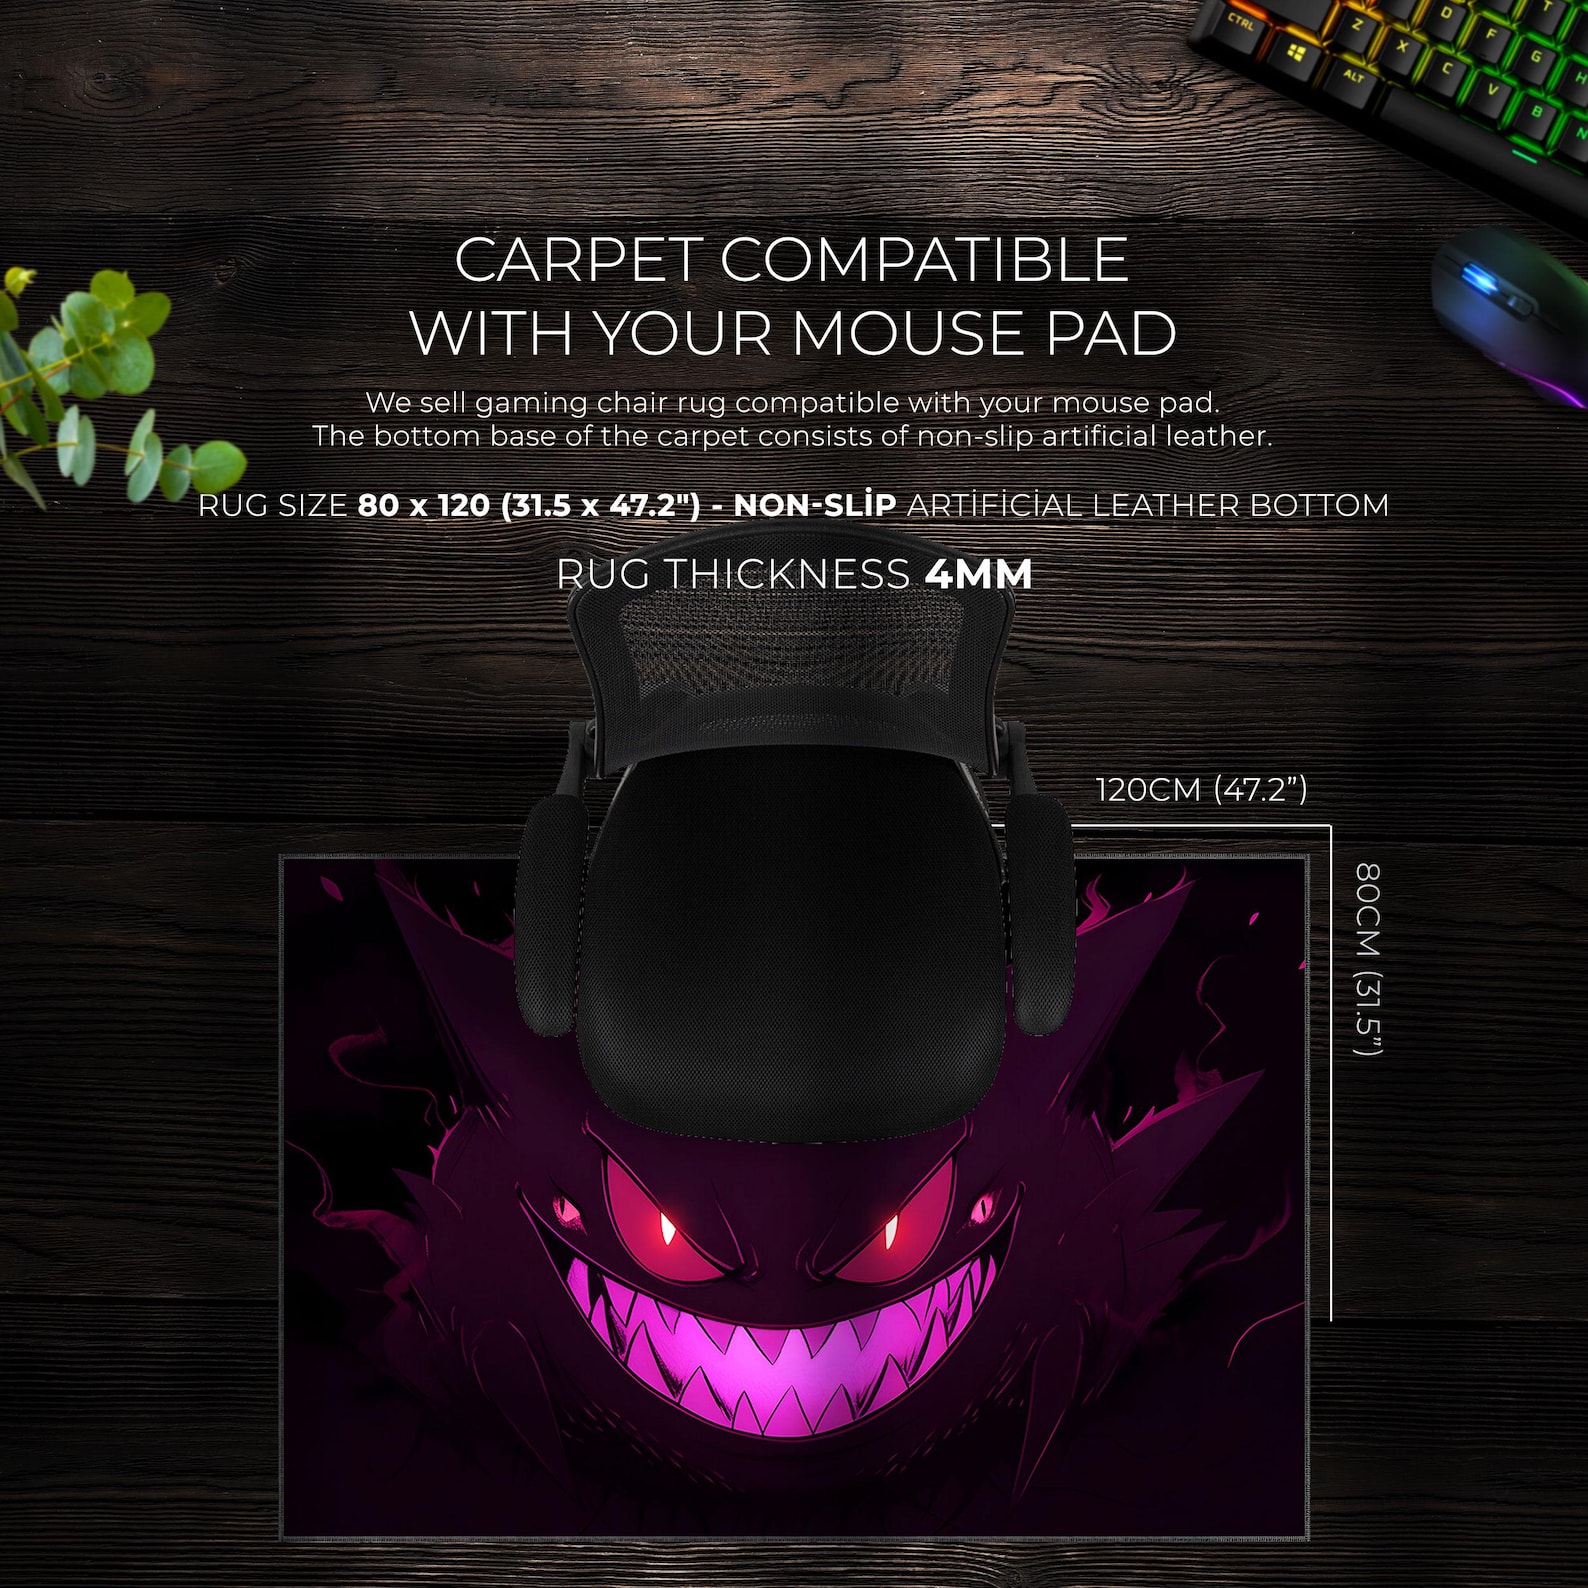 CTRL
ALT
Z
X
C
V
B
N
D
F
G
H
T
CARPET COMPATIBLE
WITH YOUR MOUSE PAD
We sell gaming chair rug compatible with your mouse pad.
The bottom base of the carpet consists of non-slip artificial leather.
RUG SIZE 80 x 120 (31.5 x 47.2") - NON-SLİP ARTİFİCİAL LEATHER BOTTOM
RUG THICKNESS 4MM
120CM (47.2”)
80CM (31.5”)